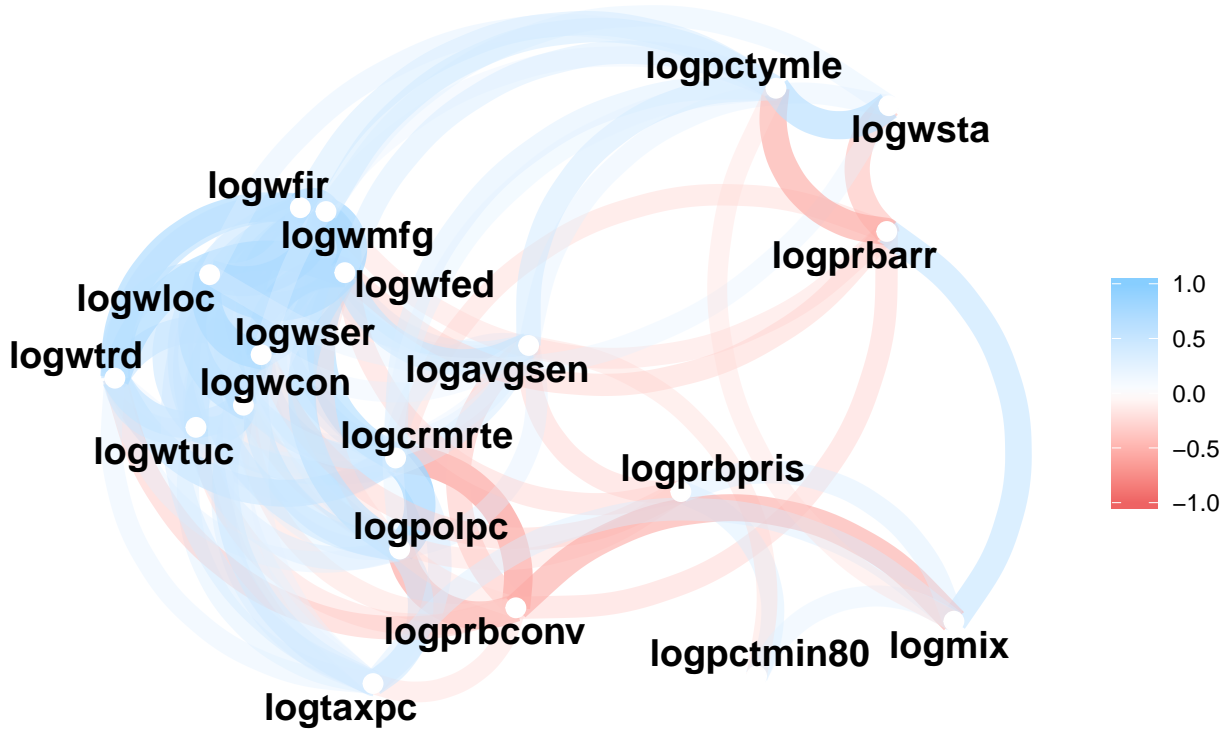 logpctymle
logwsta
logwfir
logwmfg
logprbarr
logwfed
logwloc
logwser
logwtrd
logavgsen
logwcon
logcrmrte
logwtuc
logprbpris
logpolpc
logprbconv
logpctmin80
logmix
logtaxpc
1.0
0.5
0.0
−0.5
−1.0